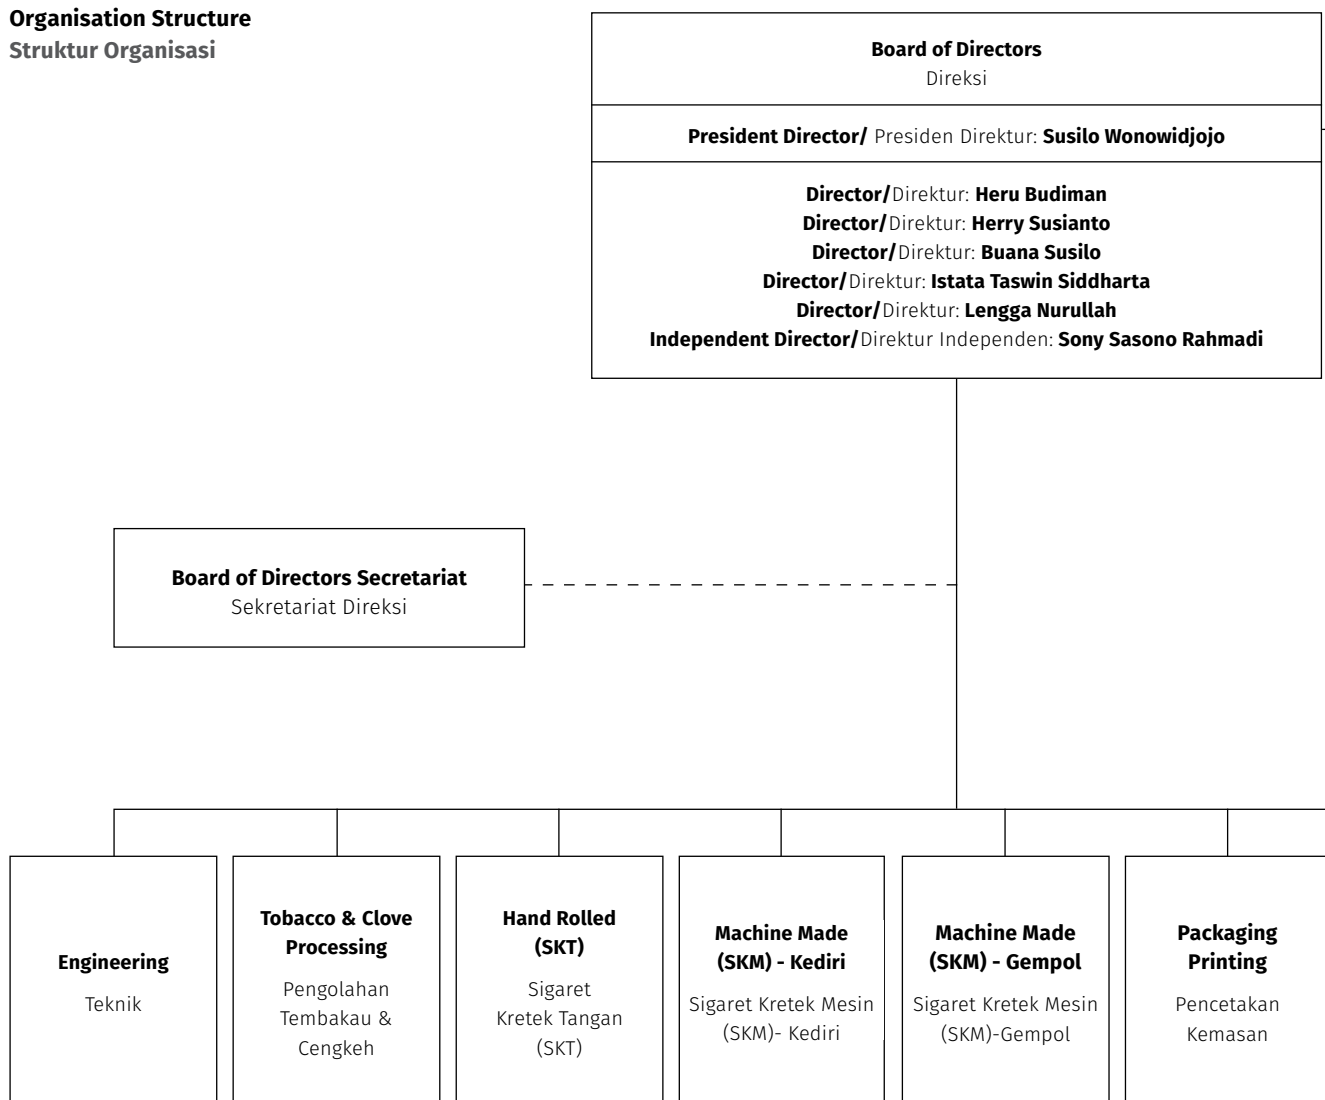 Organisation Structure
Struktur Organisasi
Board of Directors
Direksi
President Director/ Presiden Direktur: Susilo Wonowidjojo
Director/Direktur: Heru Budiman
Director/Direktur: Herry Susianto
Director/Direktur: Buana Susilo
Director/Direktur: Istata Taswin Siddharta
Director/Direktur: Lengga Nurullah
Independent Director/Direktur Independen: Sony Sasono Rahmadi
Board of Directors Secretariat
Sekretariat Direksi
Engineering
Teknik
Tobacco & Clove
Processing
Pengolahan
Tembakau &
Cengkeh
Hand Rolled
(SKT)
Sigaret
Kretek Tangan
(SKT)
Machine Made
(SKM) - Kediri
Sigaret Kretek Mesin
(SKM)- Kediri
Machine Made
(SKM) - Gempol
Sigaret Kretek Mesin
(SKM)-Gempol
Packaging
Printing
Pencetakan
Kemasan